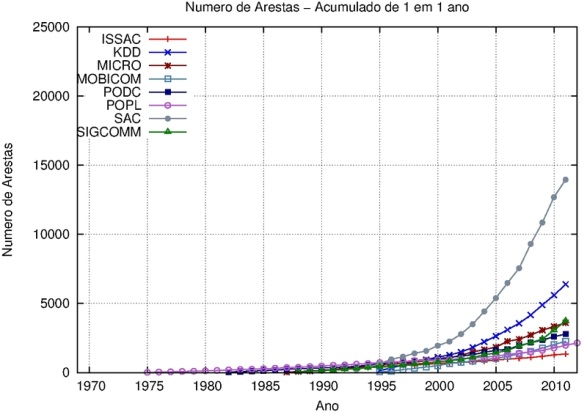 Numero de Arestas – Acumulado de 1 em 1 ano
25000
20000
15000
10000
5000
0
Numero de Arestas
ISSAC
KDD
MICRO
MOBICOM
PODC
POPL
SAC
SIGCOMM
1970 1975 1980 1985 1990 1995 2000 2005 2010
Ano